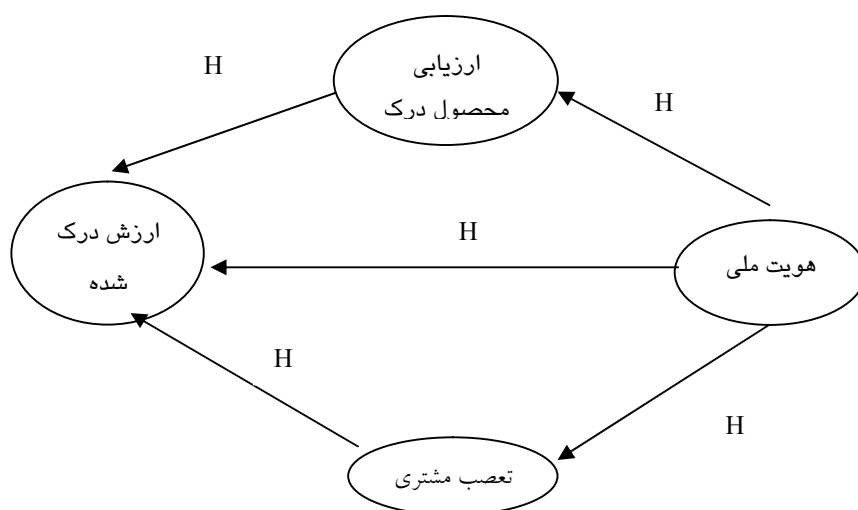 ارزیابی
محصول درک
H
H
ارزش درک
شده
H
هویت ملی
H
H
تعصب مشتری